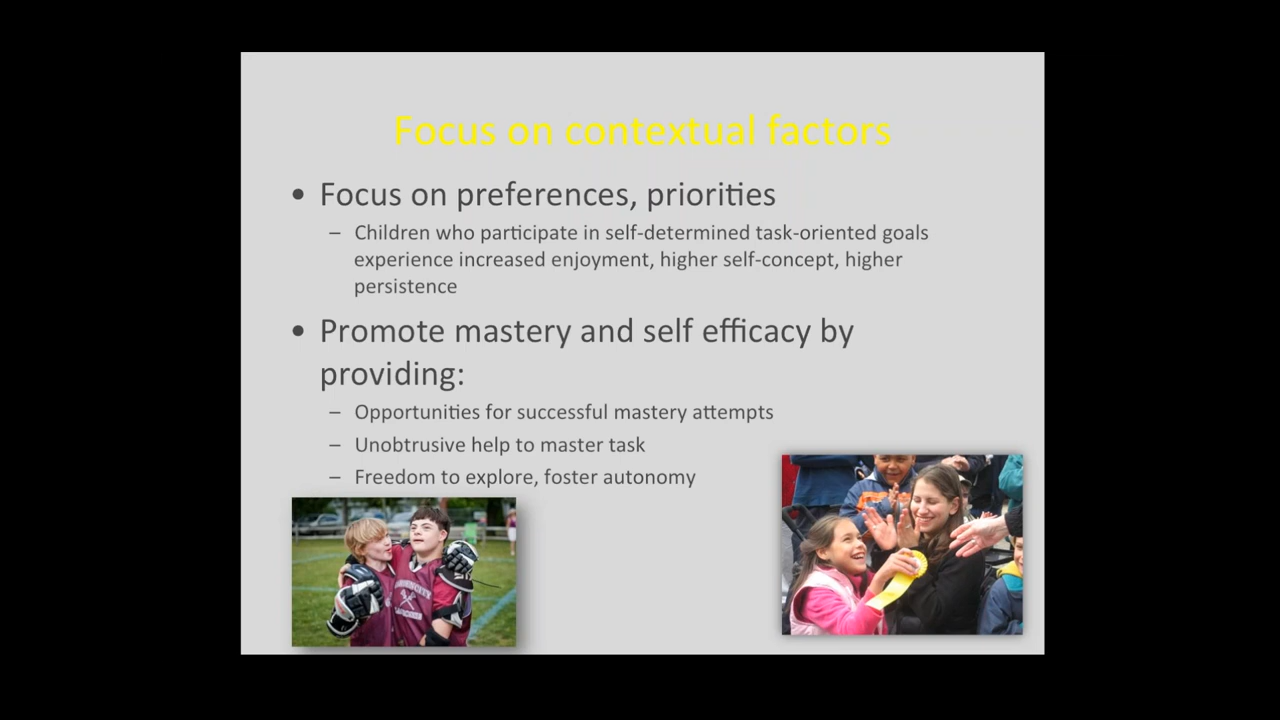 Focus on contextual factors
• Focus on preferences, priorities
– Children who participate in self-determined task-oriented goals
experience increased enjoyment, higher self-concept, higher
persistence
• Promote mastery and self efficacy by
providing:
– Opportunities for successful mastery attempts
– Unobtrusive help to master task
– Freedom to explore, foster autonomy